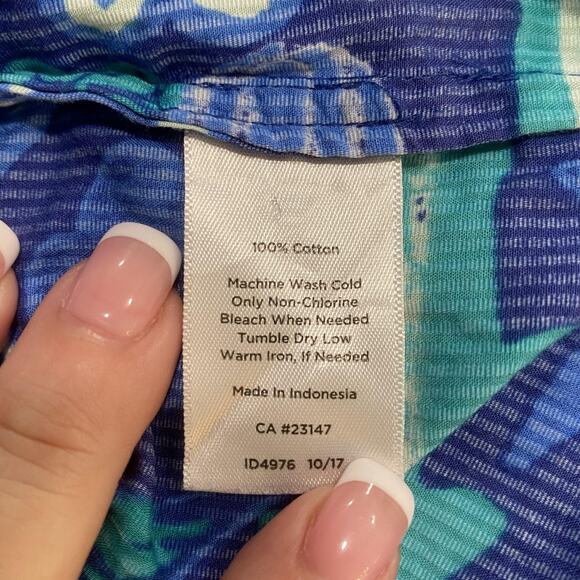 100% Cotton
Machine Wash Cold
Only Non-Chlorine
Bleach When Needed
Tumble Dry Low
Warm Iron, If Needed
Made In Indonesia
CA #23147
ID4976 10/17